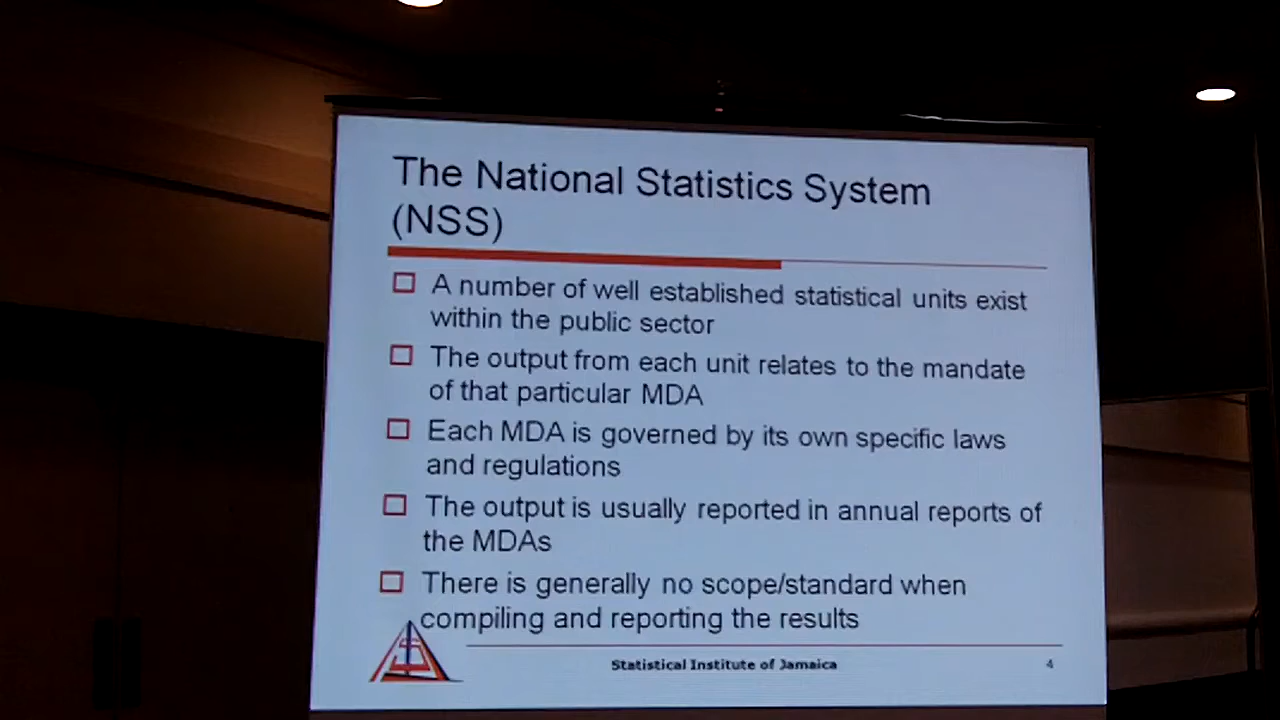 The National Statistics System
(NSS)
A number of well established statistical units exist
within the public sector
The output from each unit relates to the mandate
of that particular MDA
Each MDA is governed by its own specific laws
and regulations
The output is usually reported in annual reports of
the MDAs
There is generally no scope/standard when
compiling and reporting the results
Statistical Institute of Jamaica
4